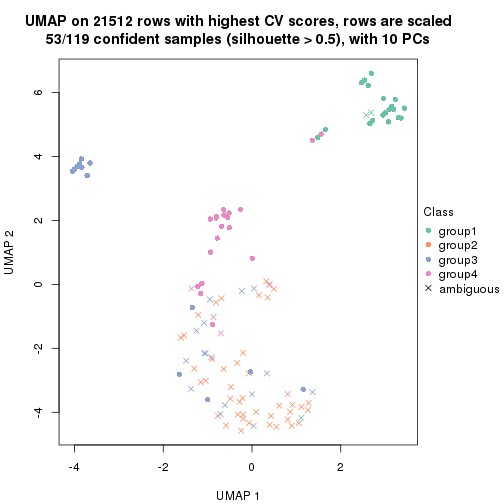 UMAP on 21512 rows with highest CV scores, rows are scaled
53/119 confident samples (silhouette > 0.5), with 10 PCs
6
4
2
0
-2
-4
UMAP 2
-4
-2
0
2
UMAP 1
Class
group1
group2
group3
group4
ambiguous